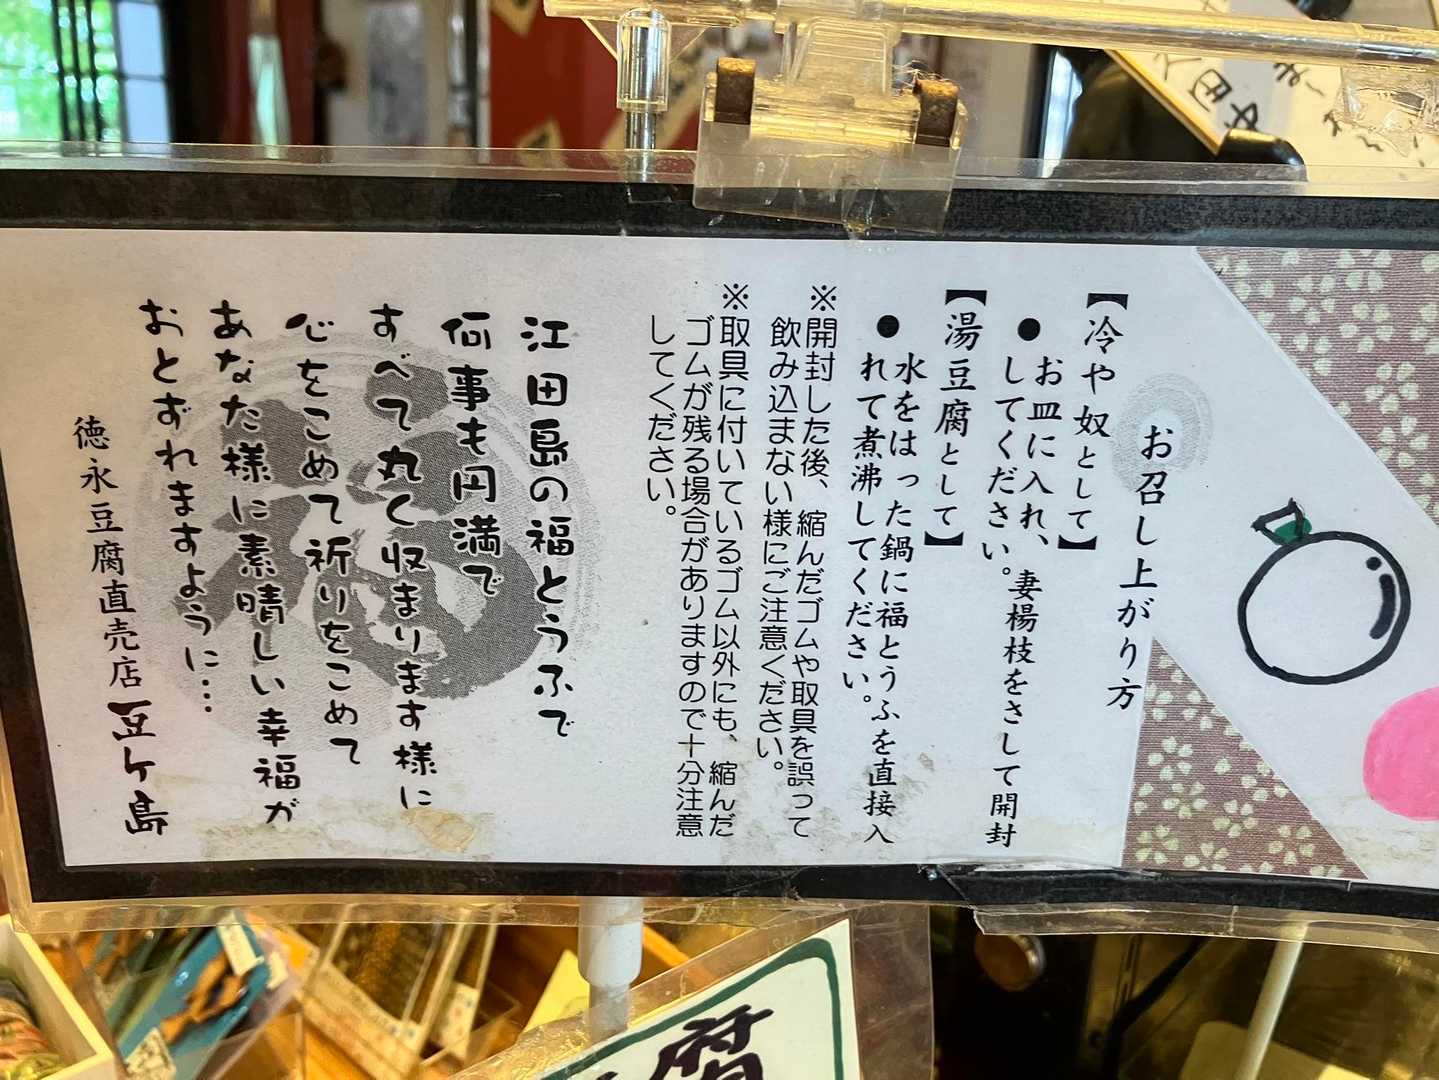 お召し上がり方
【冷や奴として】
●お皿に入れ、妻楊枝をさして開封
してください。
【湯豆腐として】
●水をはった鍋に福とうふを直接入
れて煮沸してください。
※開封した後、縮んだゴムや取具を誤って
飲み込まない様にご注意ください。
※取具に付いているゴム以外にも、縮んだ
ゴムが残る場合がありますので十分注意
してください。
江田島の福とうふで
何事も円満で
すべて丸く収まります様に
心をこめて祈りをこめて
あなた様に素晴しい幸福が
おとずれますように…
徳永豆腐直売店 豆ヶ島
腐